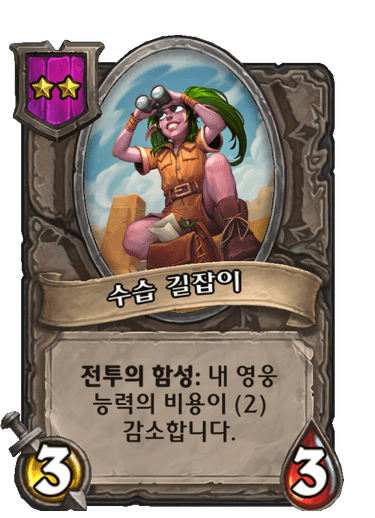 수습 길잡이
전투의 함성: 내 영웅
능력의 비용이 (2)
감소합니다.
3
3